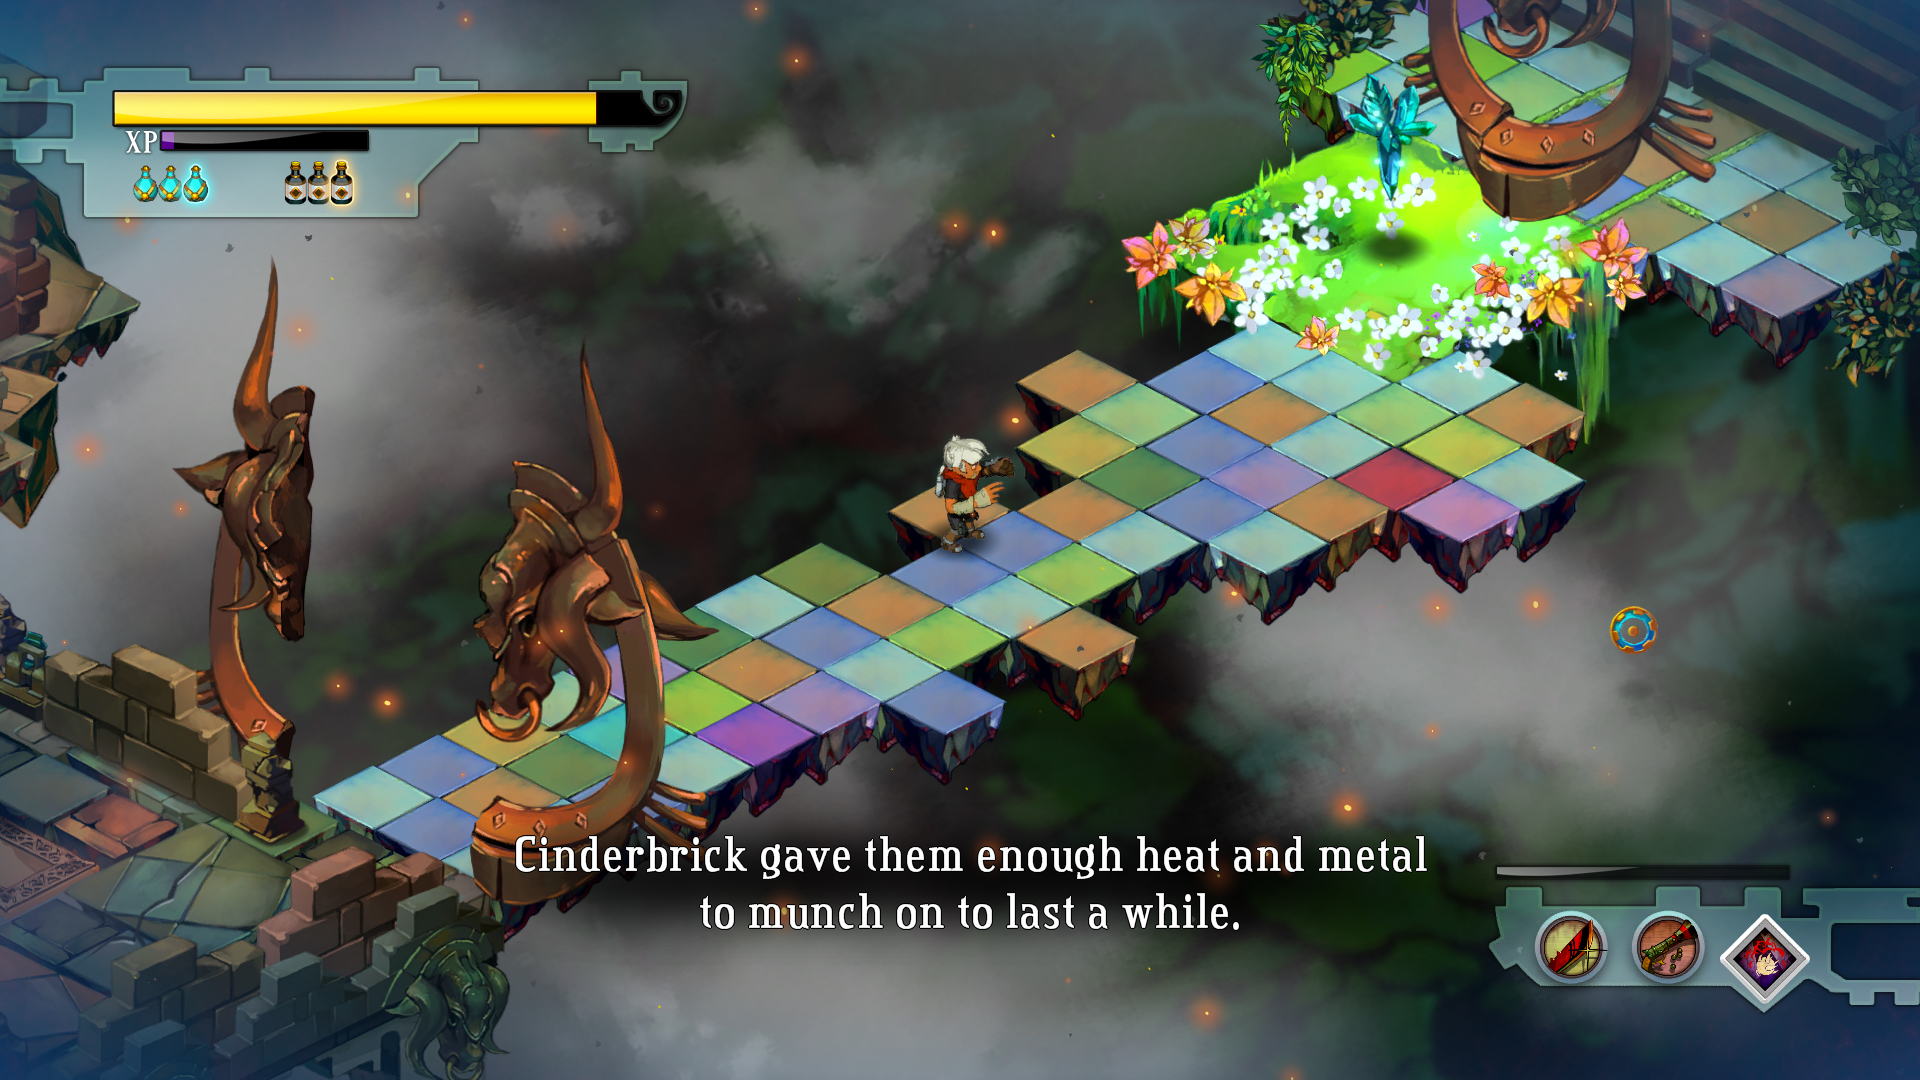 XP
Cinderbrick gave them enough heat and metal
to munch on to last a while.